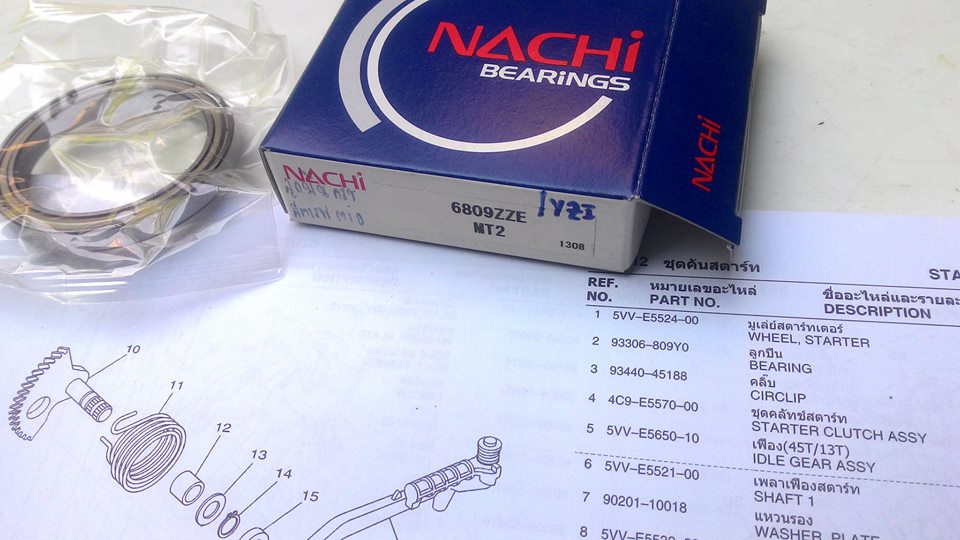 NACHi
BEARiNGS
NACHi
NACHi
6809ZZE
MT2
1308
12 ชุดคันสตาร์ท
STA
REF. NO. หมายเลขอะไหล่ PART NO. ชื่ออะไหล่และรายละ DESCRIPTION
1 5VV-E5524-00 มู่เล่ย์สตาร์ทเตอร์ WHEEL, STARTER
2 93306-809Y0 ลูกปืน BEARING
3 93440-45188 คลิ๊บ CIRCLIP
4 4C9-E5570-00 ชุดคลัทช์สตาร์ท STARTER CLUTCH ASSY
5 5VV-E5650-10 เฟือง(45T/13T) IDLE GEAR ASSY
6 5VV-E5521-00 เพลาเฟืองสตาร์ท SHAFT 1
7 90201-10018 แหวนรอง WASHER, PLATE
8
10
11
12
13
14
15